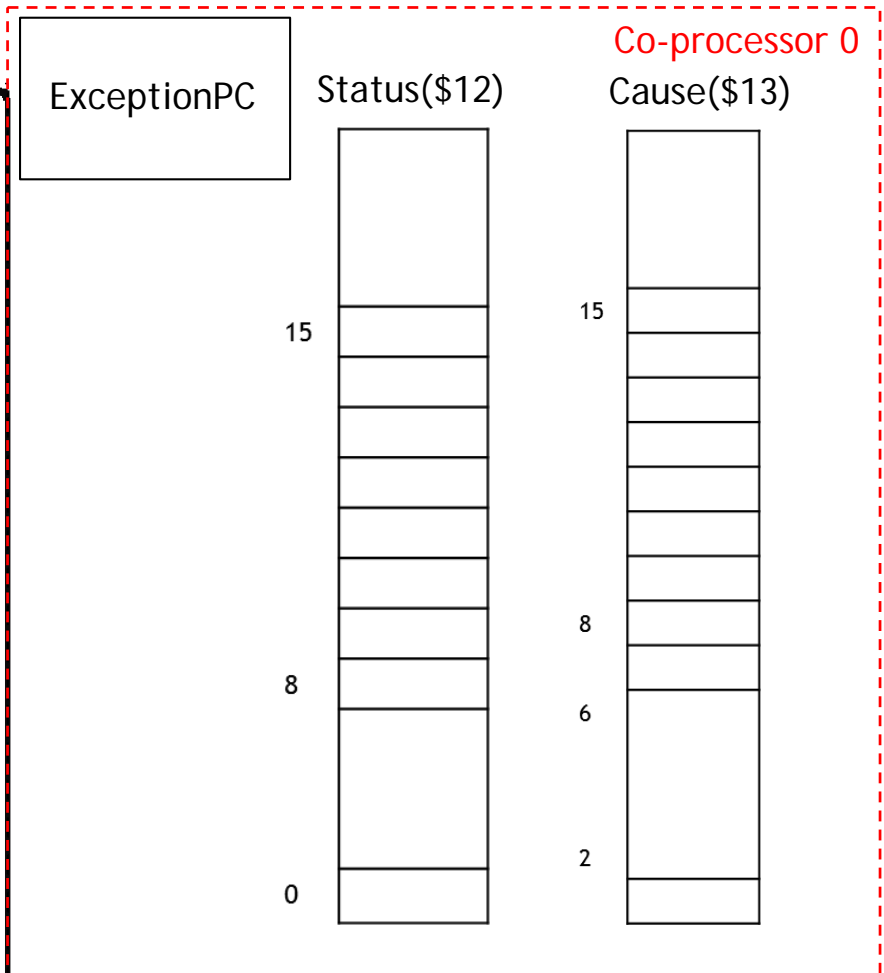 Co-processor 0
ExceptionPC
Status($12)
Cause($13)
15
15
8
8
6
2
0